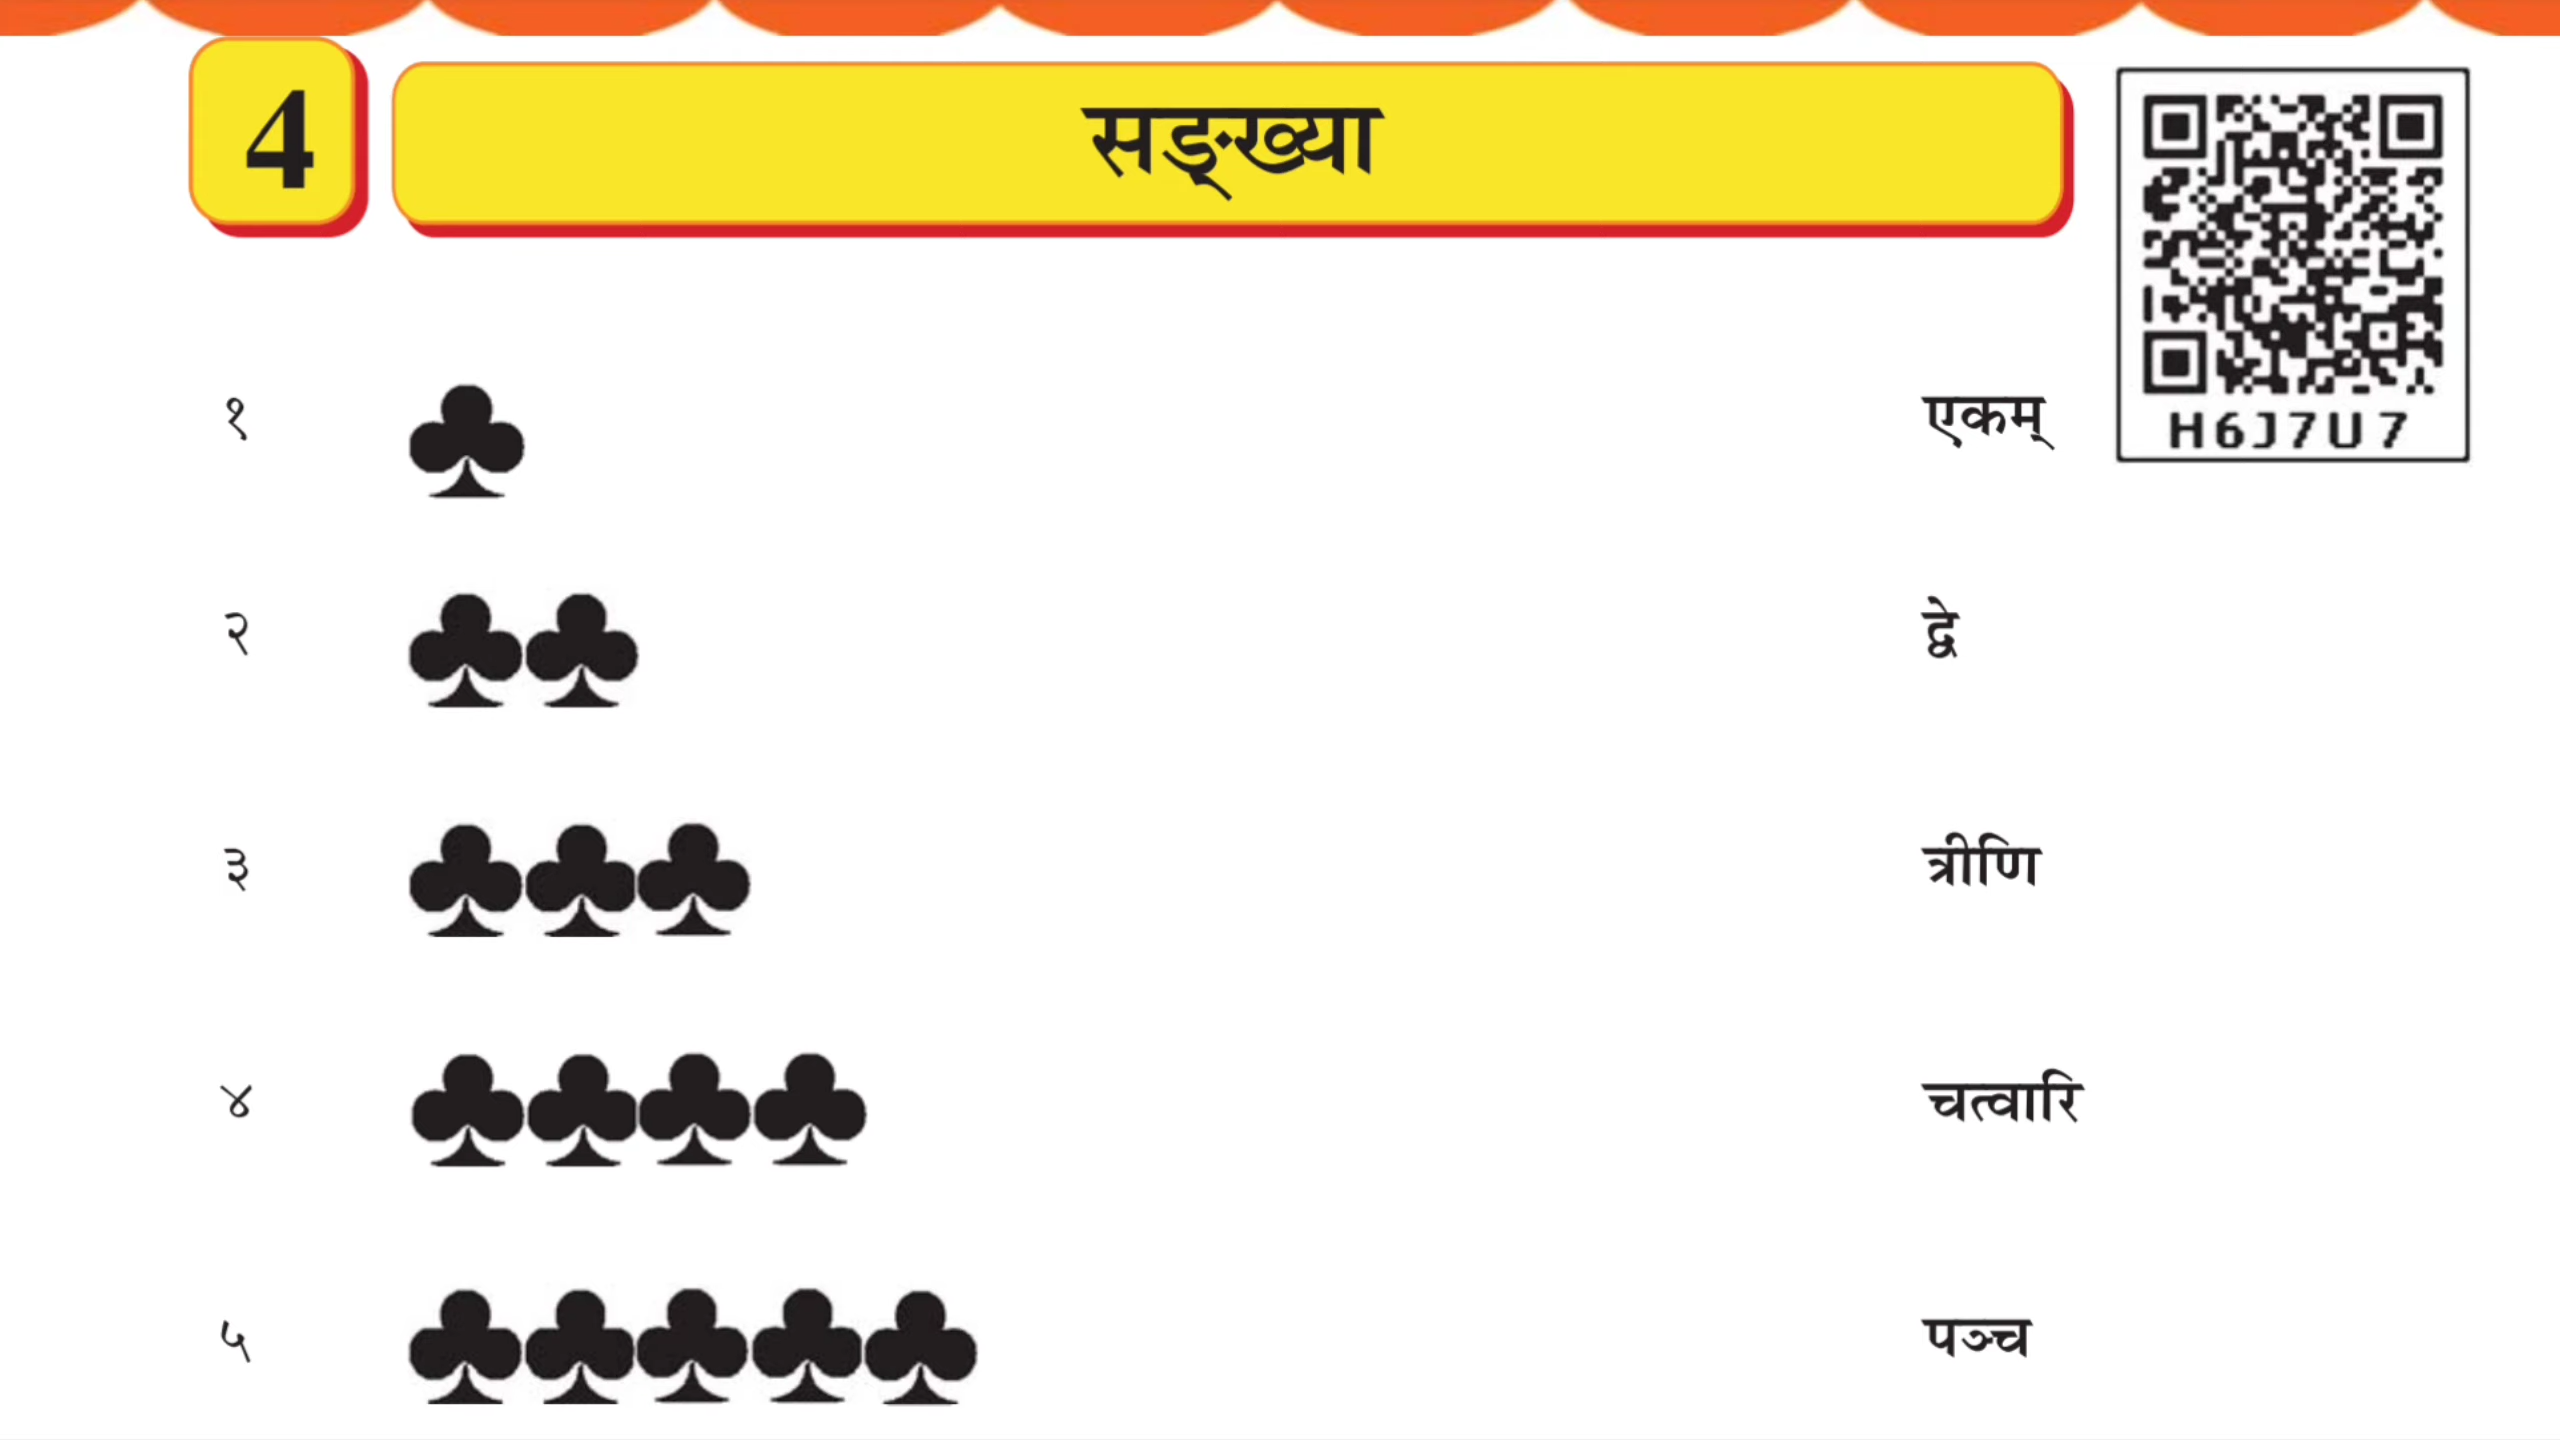 4 सङ्ख्या
H6J7U7
१ एकम्
२ द्वे
३ त्रीणि
४ चत्वारि
५ पञ्च